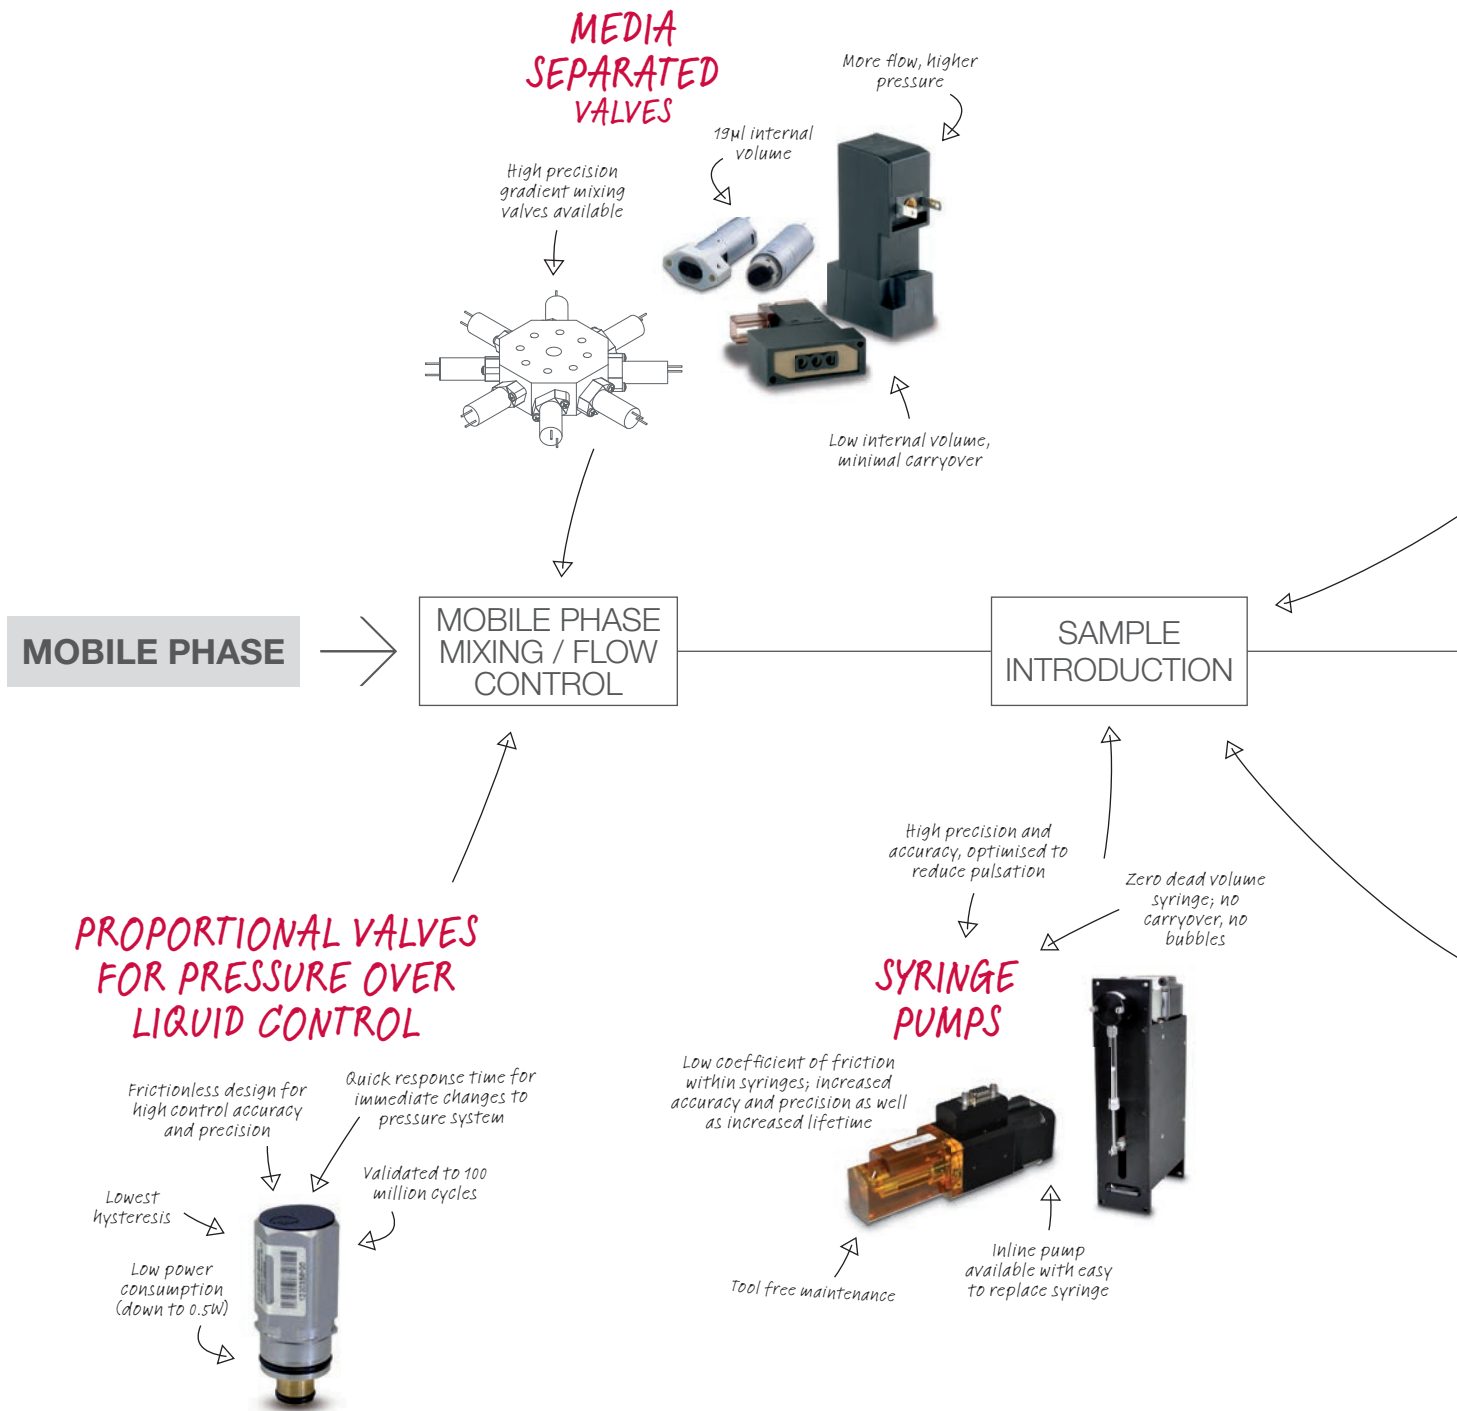 MEDIA
SEPARATED
VALVES
More flow, higher
pressure
19µl internal
volume
High precision
gradient mixing
valves available
Low internal volume,
minimal carryover
MOBILE PHASE
MOBILE PHASE
MIXING / FLOW
CONTROL
SAMPLE
INTRODUCTION
High precision and
accuracy, optimised to
reduce pulsation
Zero dead volume
syringe; no
carryover, no
bubbles
PROPORTIONAL VALVES
FOR PRESSURE OVER
LIQUID CONTROL
SYRINGE
PUMPS
Frictionless design for
high control accuracy
and precision
Quick response time for
immediate changes to
pressure system
Low coefficient of friction
within syringes; increased
accuracy and precision as well
as increased lifetime
Lowest
hysteresis
Validated to 100
million cycles
Low power
consumption
(down to 0.5W)
Tool free maintenance
Inline pump
available with easy
to replace syringe